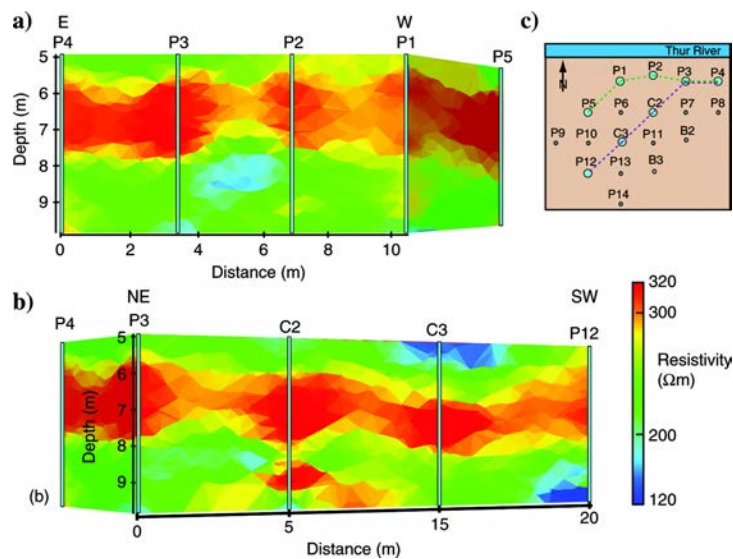 a)
E W
P4 P3 P2 P1 P5
5
6
7
8
9
Depth (m)
0 2 4 6 8 10
Distance (m)
c)
Thur River
N
P1 P2 P3 P4
P5 P6 C2 P7 P8
P9 P10 C3 P11 B2
P12 P13 B3
P14
b)
NE SW
P4 P3 C2 C3 P12
5
6
7
8
9
Depth (m)
(b)
0 5 15 20
Distance (m)
320
300
Resistivity
(Ωm)
200
120